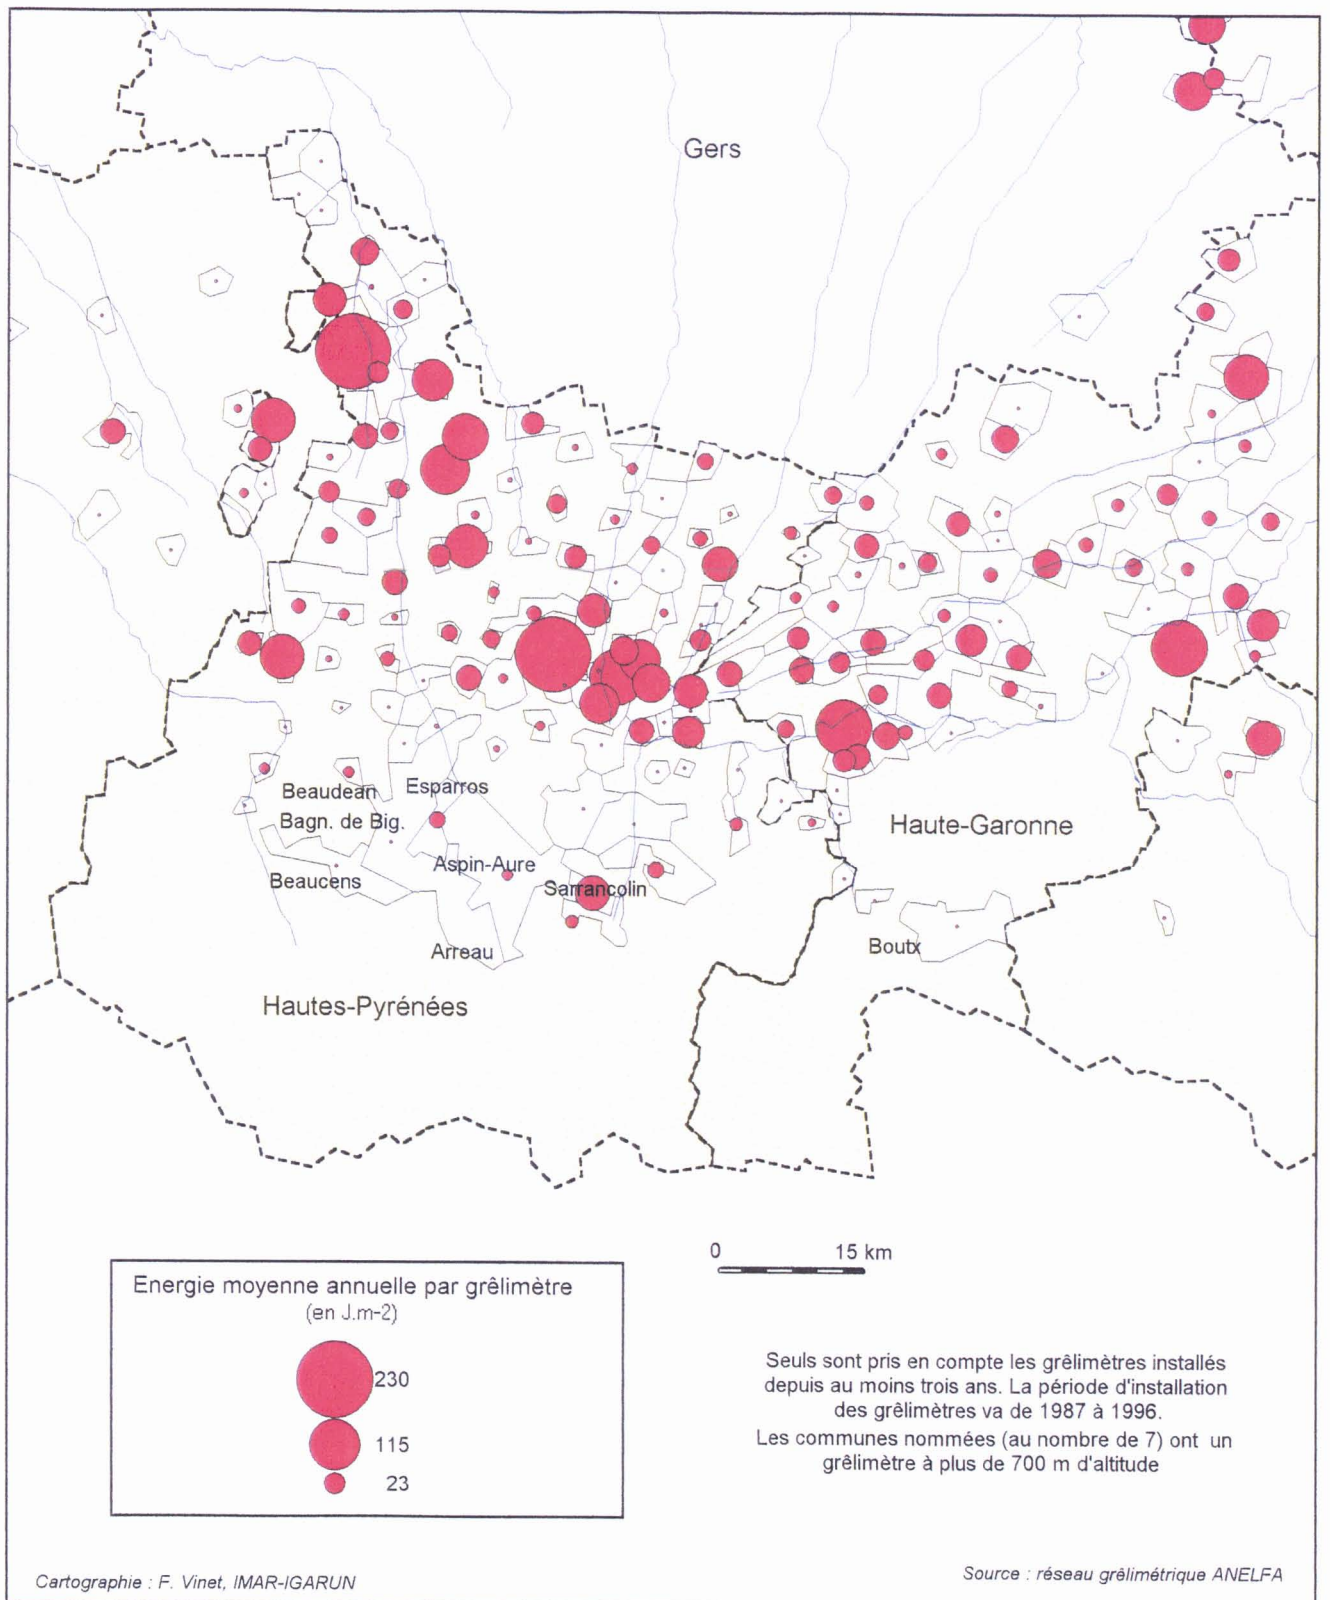 Gers
Beaudean
Esparros
Bagn. de Big.
Haute-Garonne
Aspin-Aure
Beaucens
Sarrancolin
Arreau
Boutx
Hautes-Pyrénées
0 15 km
Energie moyenne annuelle par grêlimètre
(en J.m-2)
230
115
23
Seuls sont pris en compte les grêlimètres installés
depuis au moins trois ans. La période d'installation
des grêlimètres va de 1987 à 1996.
Les communes nommées (au nombre de 7) ont un
grêlimètre à plus de 700 m d'altitude
Cartographie : F. Vinet, IMAR-IGARUN
Source : réseau grêlimétrique ANELFA